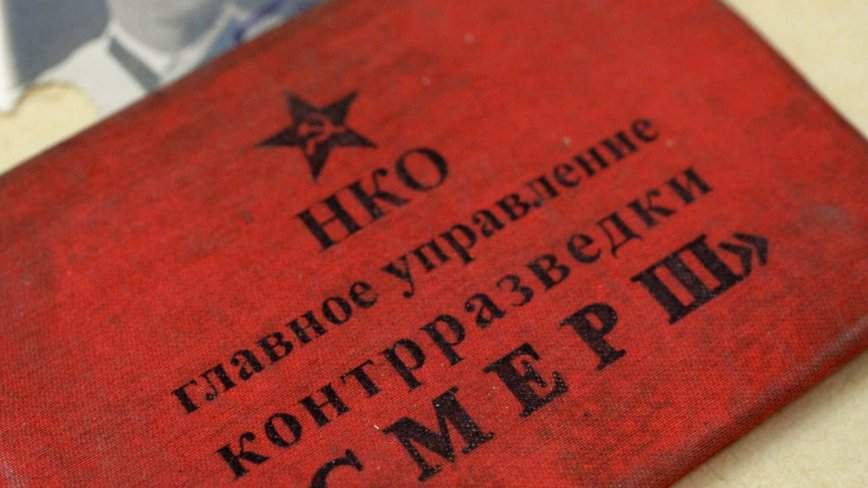 НКО
главное управление
контрразведки
СМЕРШ»